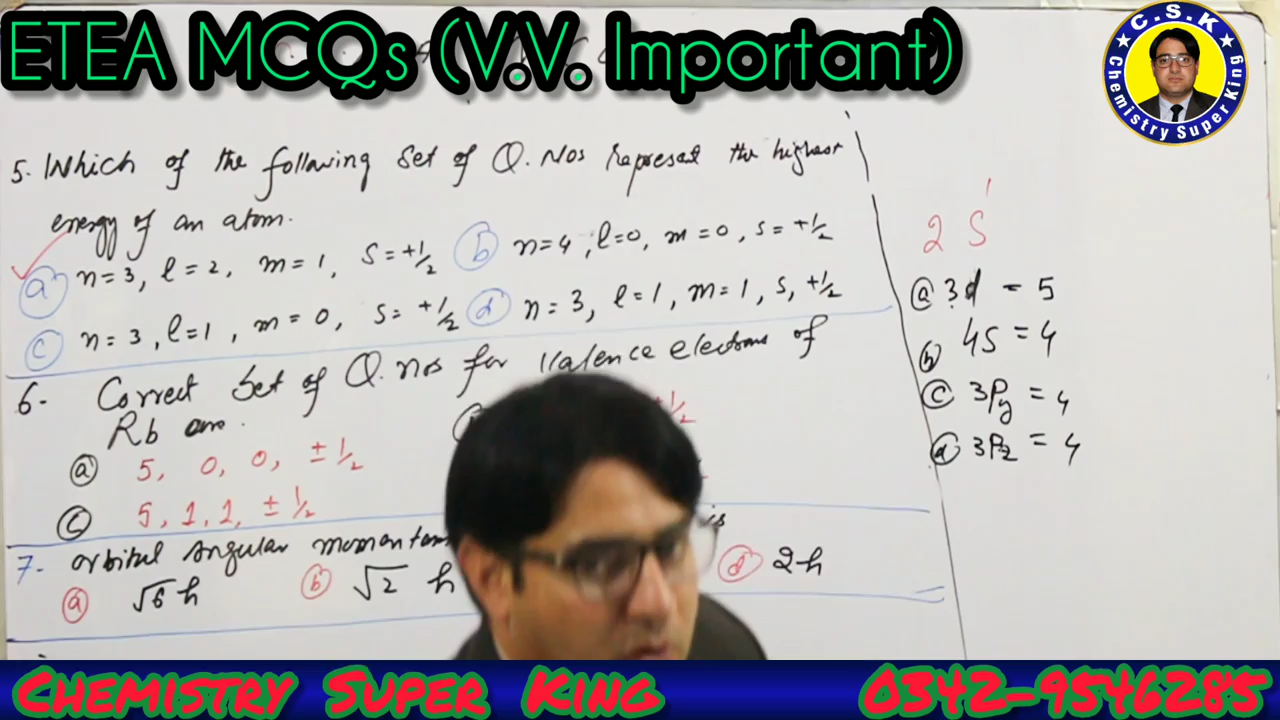 ETEA MCQs (V.V. Important)
C.S.K
Chemistry Super King
5. Which of the following Set of Q. Nos represent the highest
energy of an atom.
a n=3, l=2, m=1, S=+1/2 b n=4, l=0, m=0, s=+1/2
c n=3, l=1, m=0, s=+1/2 d n=3, l=1, m=1, s, +1/2
6- Correct Set of Q. nos for valence electrons of
Rb are.
a 5, 0, 0, ±1/2
c 5, 1, 1, ±1/2
7- orbital angular momentum is
a √6 ħ b √2 ħ d 2ħ
2 S 1
a 3d = 5
b 4S = 4
c 3Py = 4
d 3Pz = 4
Chemistry Super King 0342-9546285